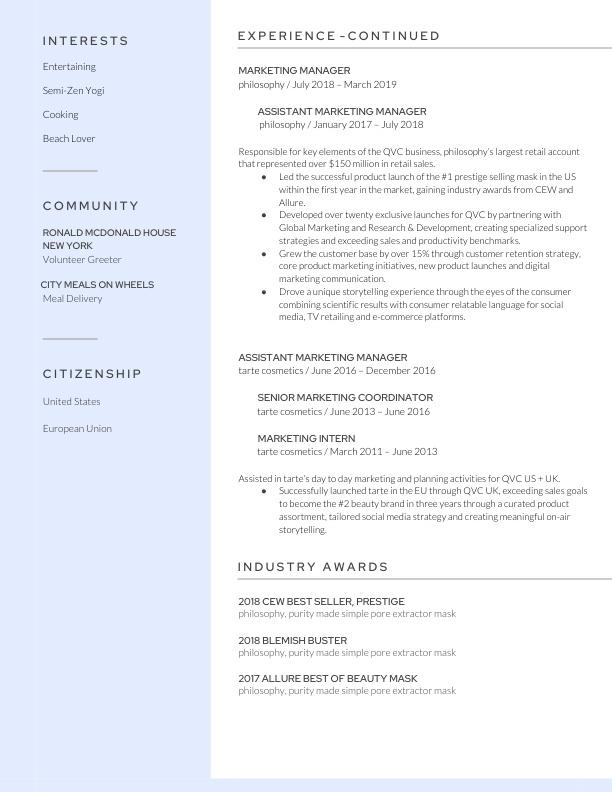 INTERESTS
Entertaining
Semi-Zen Yogi
Cooking
Beach Lover
COMMUNITY
RONALD MCDONALD HOUSE
NEW YORK
Volunteer Greeter
CITY MEALS ON WHEELS
Meal Delivery
CITIZENSHIP
United States
European Union
EXPERIENCE -CONTINUED
MARKETING MANAGER
philosophy / July 2018 – March 2019
ASSISTANT MARKETING MANAGER
philosophy / January 2017 – July 2018
Responsible for key elements of the QVC business, philosophy's largest retail account
that represented over $150 million in retail sales.
● Led the successful product launch of the #1 prestige selling mask in the US
within the first year in the market, gaining industry awards from CEW and
Allure.
● Developed over twenty exclusive launches for QVC by partnering with
Global Marketing and Research & Development, creating specialized support
strategies and exceeding sales and productivity benchmarks.
● Grew the customer base by over 15% through customer retention strategy,
core product marketing initiatives, new product launches and digital
marketing communication.
● Drove a unique storytelling experience through the eyes of the consumer
combining scientific results with consumer relatable language for social
media, TV retailing and e-commerce platforms.
ASSISTANT MARKETING MANAGER
tarte cosmetics / June 2016 – December 2016
SENIOR MARKETING COORDINATOR
tarte cosmetics / June 2013 – June 2016
MARKETING INTERN
tarte cosmetics / March 2011 – June 2013
Assisted in tarte's day to day marketing and planning activities for QVC US + UK.
● Successfully launched tarte in the EU through QVC UK, exceeding sales goals
to become the #2 beauty brand in three years through a curated product
assortment, tailored social media strategy and creating meaningful on-air
storytelling.
INDUSTRY AWARDS
2018 CEW BEST SELLER, PRESTIGE
philosophy, purity made simple pore extractor mask
2018 BLEMISH BUSTER
philosophy, purity made simple pore extractor mask
2017 ALLURE BEST OF BEAUTY MASK
philosophy, purity made simple pore extractor mask